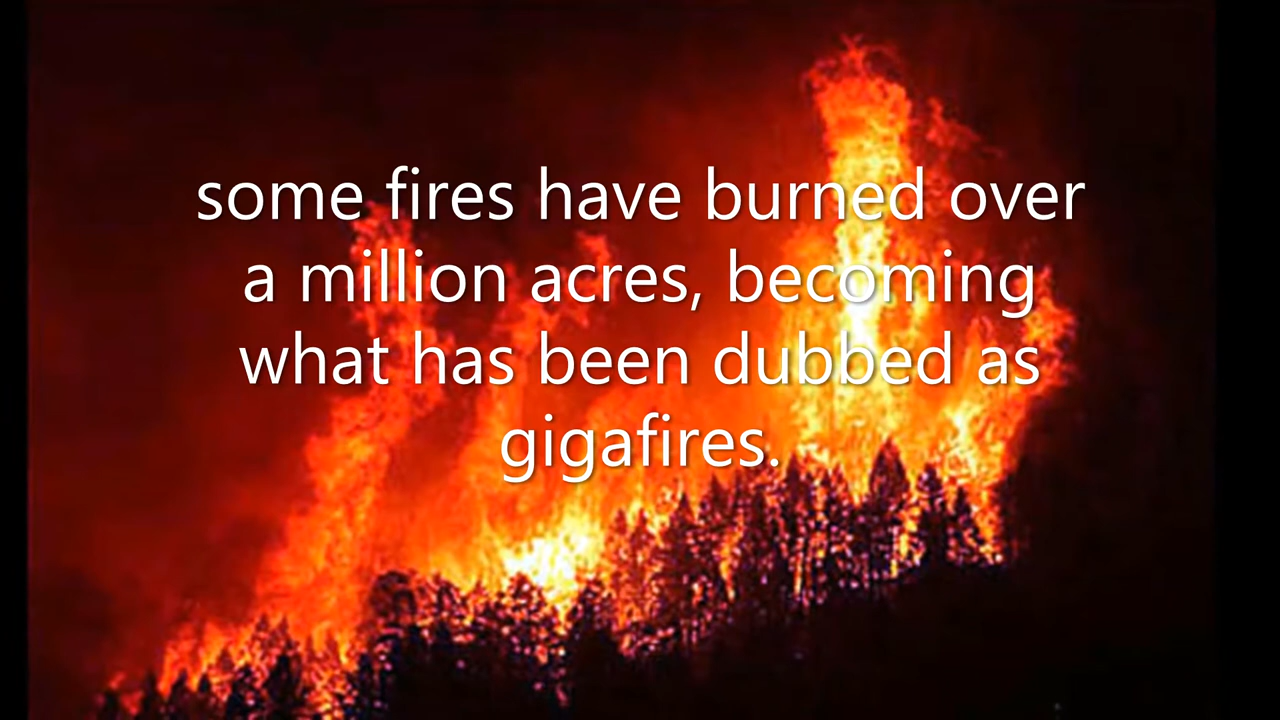 some fires have burned over
a million acres, becoming
what has been dubbed as
gigafires.